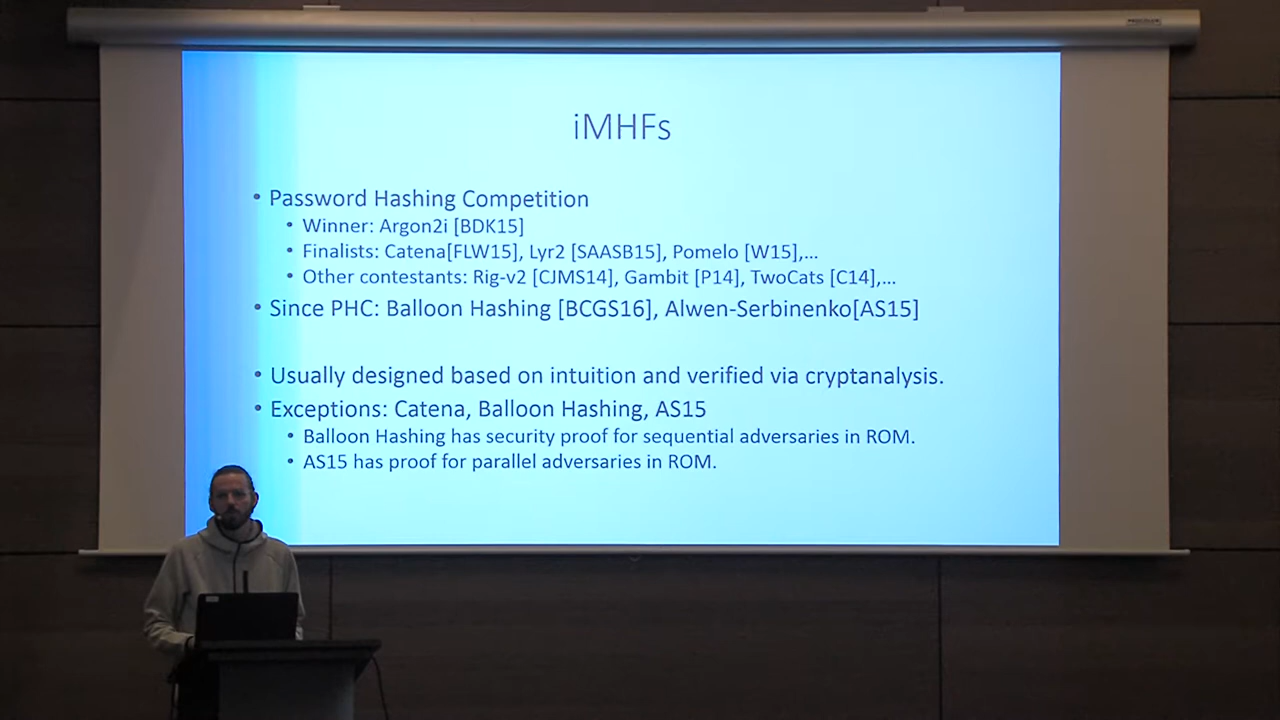 iMHFs
• Password Hashing Competition
• Winner: Argon2i [BDK15]
• Finalists: Catena[FLW15], Lyr2 [SAASB15], Pomelo [W15],...
• Other contestants: Rig-v2 [CJMS14], Gambit [P14], TwoCats [C14],...
• Since PHC: Balloon Hashing [BCGS16], Alwen-Serbinenko[AS15]
• Usually designed based on intuition and verified via cryptanalysis.
• Exceptions: Catena, Balloon Hashing, AS15
• Balloon Hashing has security proof for sequential adversaries in ROM.
• AS15 has proof for parallel adversaries in ROM.